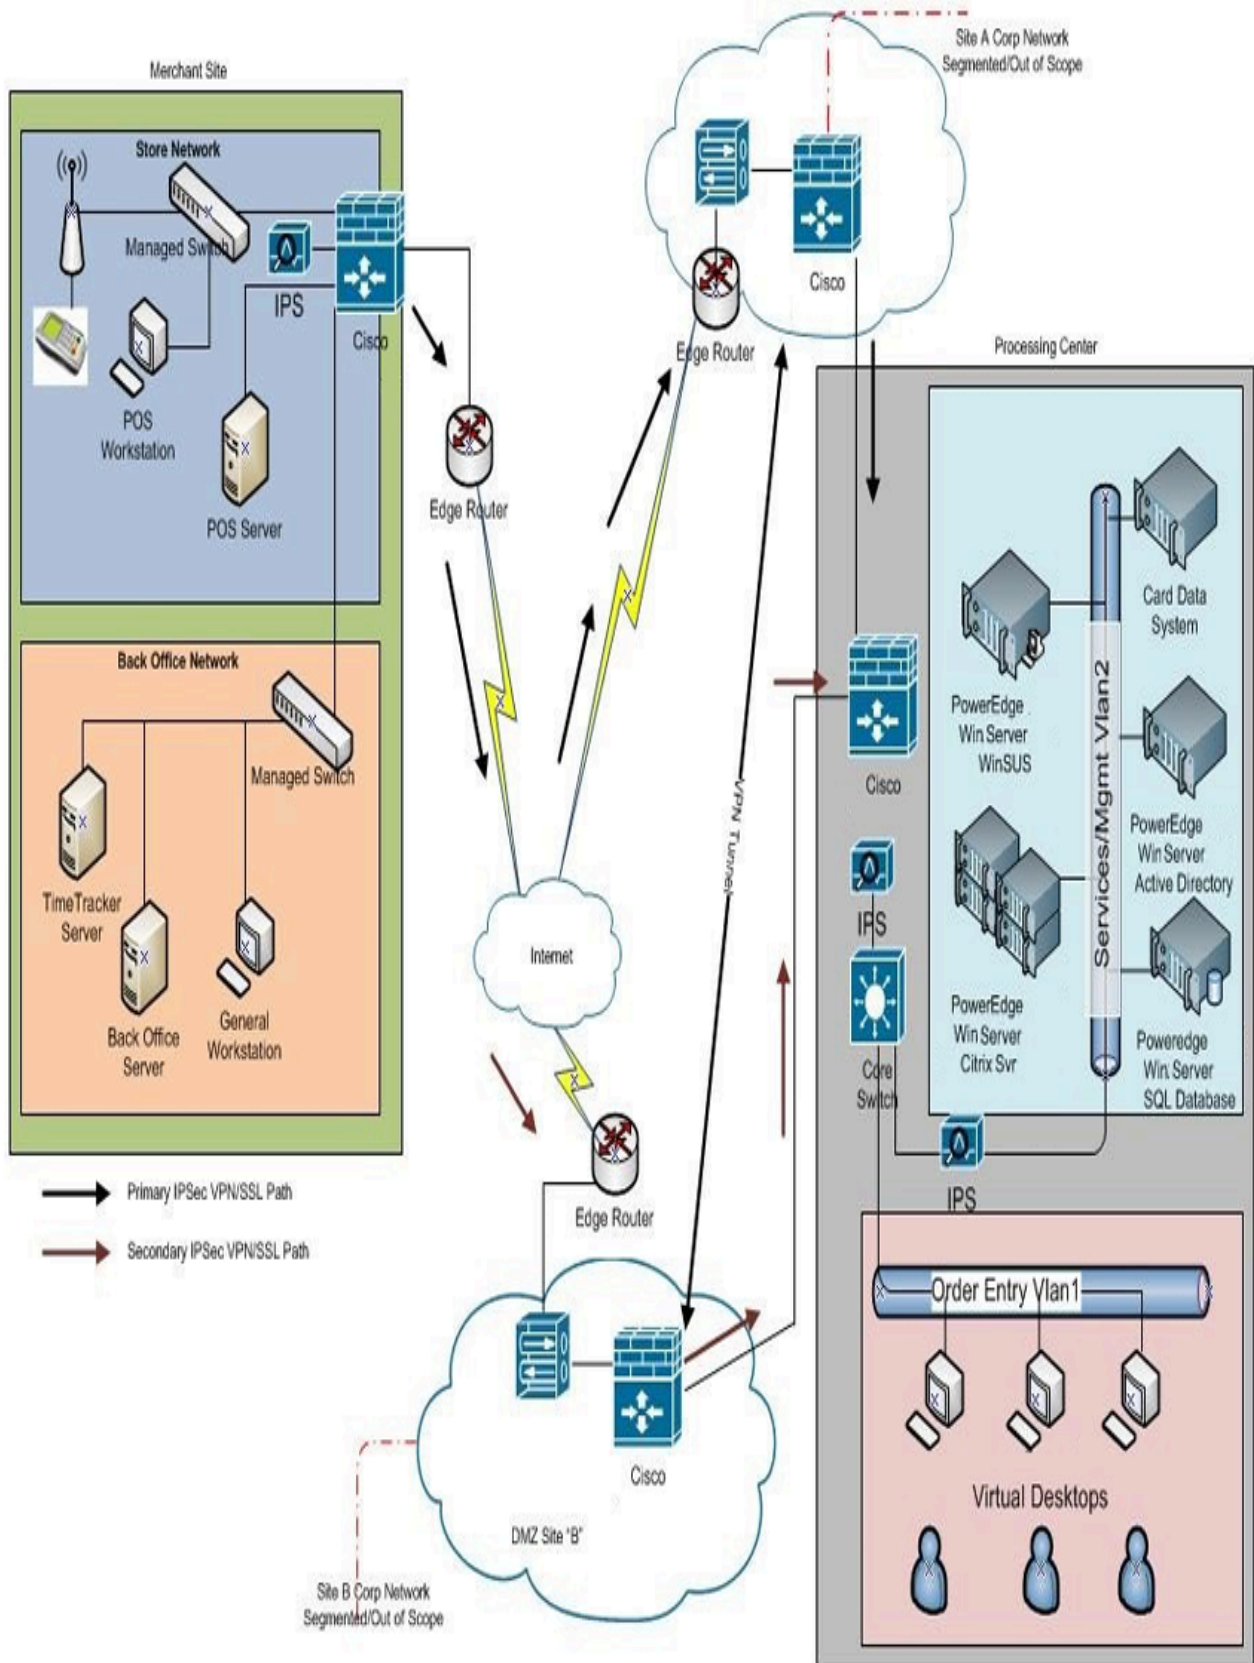 Site A Corp Network
Segmented/Out of Scope
Merchant Site
Store Network
Managed Switch
IPS
Cisco
POS
Workstation
POS Server
Edge Router
Cisco
Edge Router
Processing Center
Card Data
System
PowerEdge
Win Server
WinSUS
Services/Mgmt Vlan2
Cisco
PowerEdge
Win Server
Active Directory
IPS
PowerEdge
Win Server
Citrix Svr
Poweredge
Win Server
SQL Database
Core
Switch
IPS
Back Office Network
Managed Switch
TimeTracker
Server
Back Office
Server
General
Workstation
VPN Tunnel
Internet
Edge Router
Primary IPSec VPN/SSL Path
Secondary IPSec VPN/SSL Path
Order Entry Vlan1
Virtual Desktops
Cisco
DMZ Site "B"
Site B Corp Network
Segmented/Out of Scope